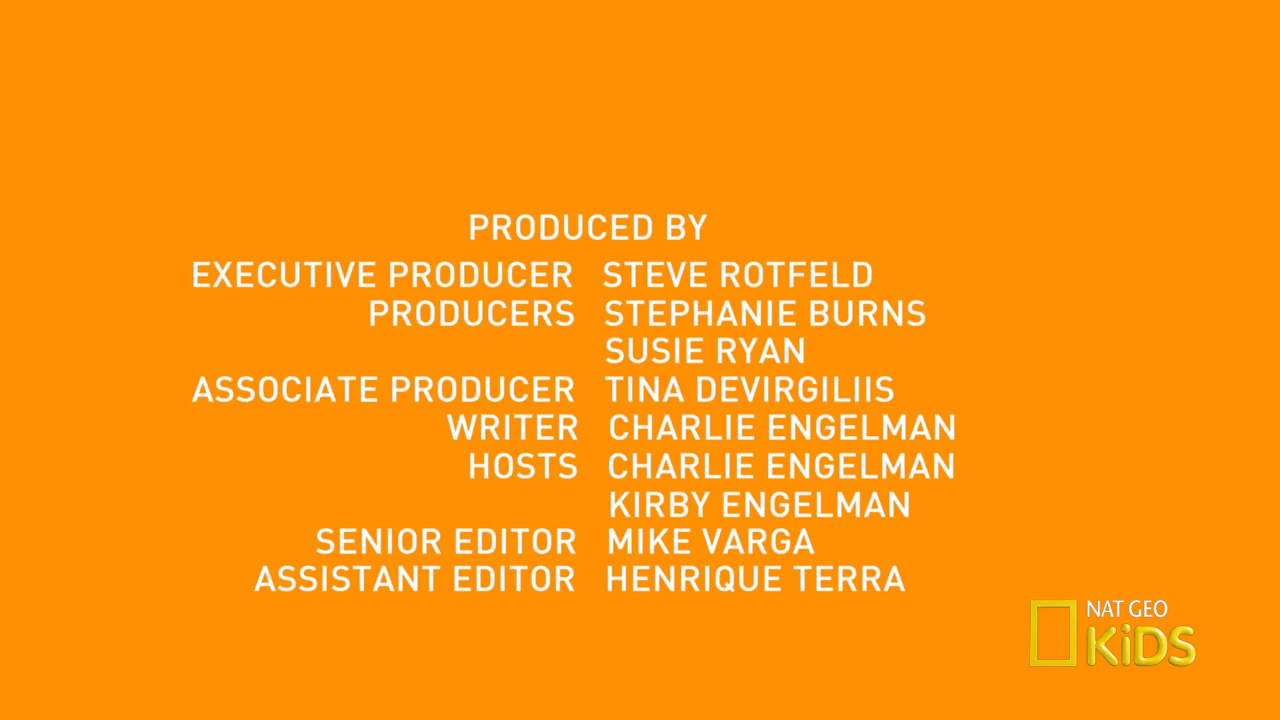 PRODUCED BY
EXECUTIVE PRODUCER STEVE ROTFELD
PRODUCERS STEPHANIE BURNS
SUSIE RYAN
ASSOCIATE PRODUCER TINA DEVIRGILIIS
WRITER CHARLIE ENGELMAN
HOSTS CHARLIE ENGELMAN
KIRBY ENGELMAN
SENIOR EDITOR MIKE VARGA
ASSISTANT EDITOR HENRIQUE TERRA
NAT GEO
KiDS